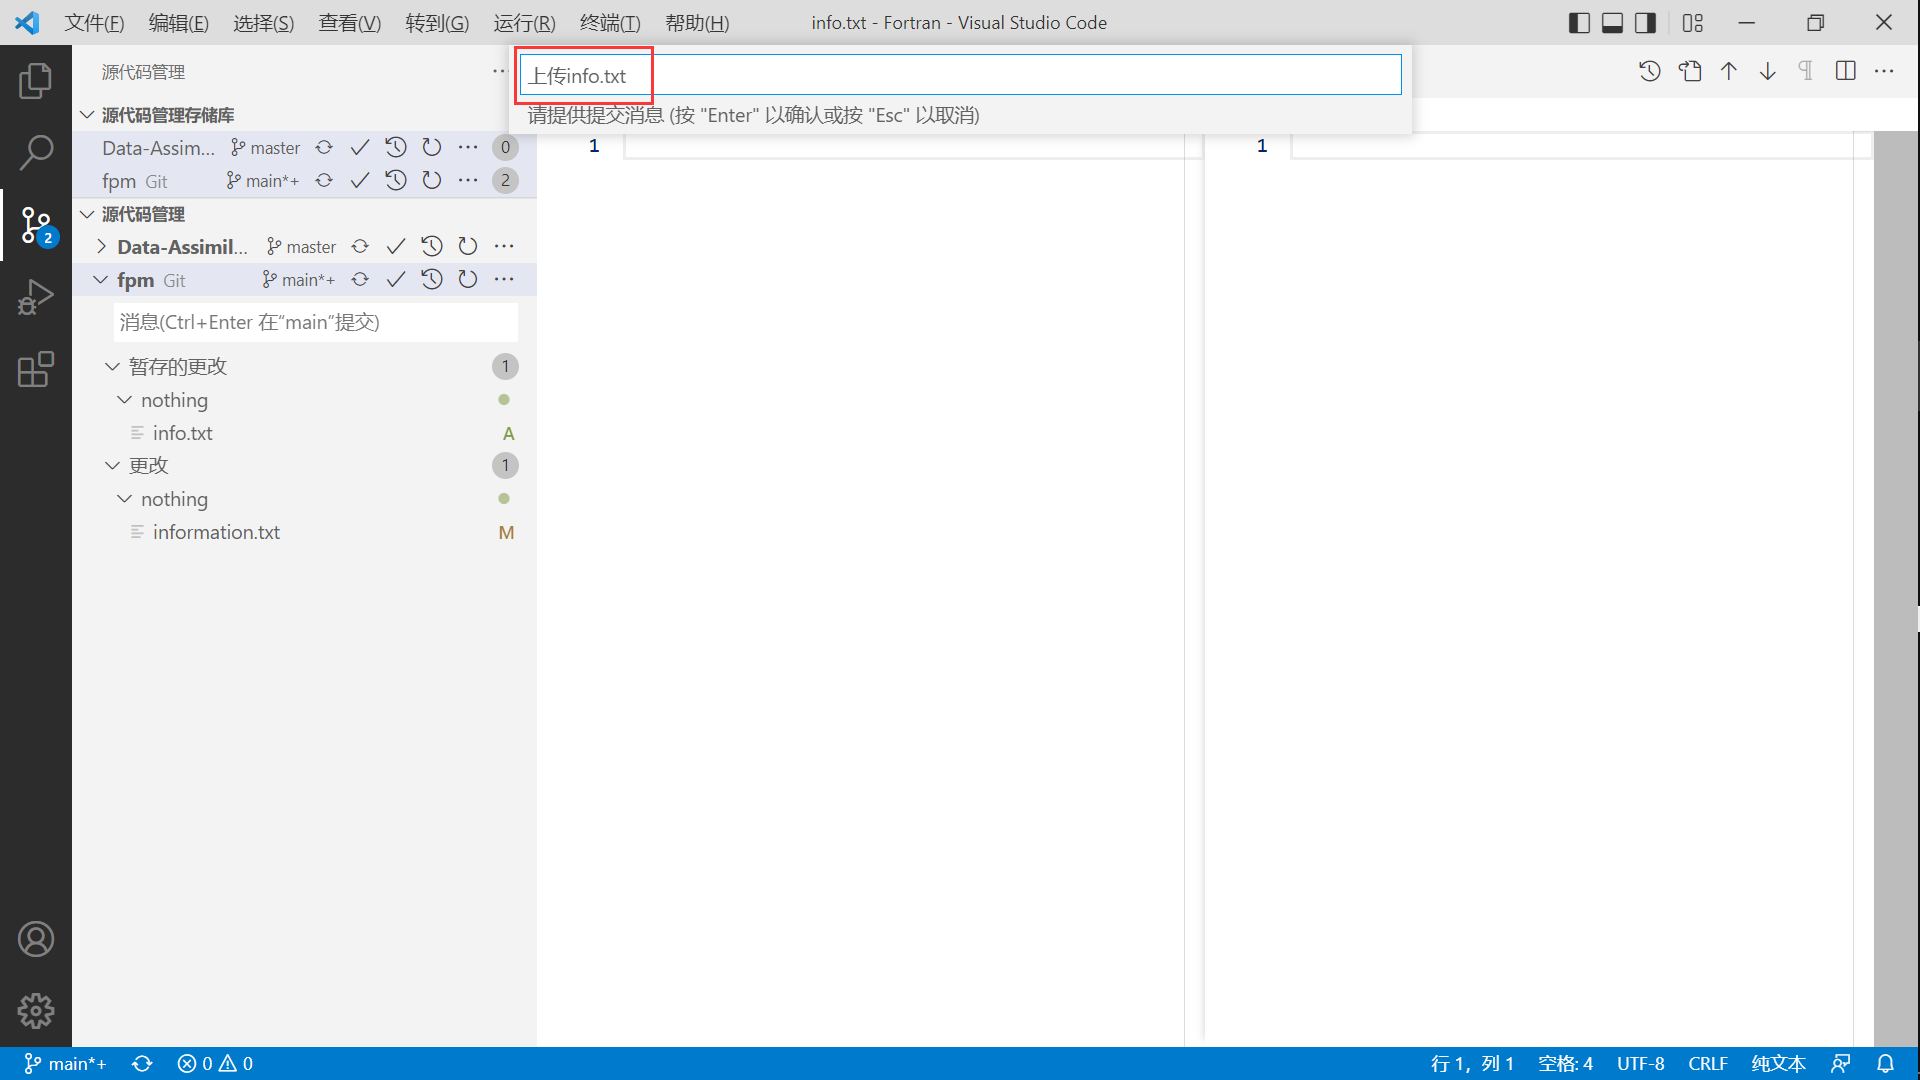 文件(F) 编辑(E) 选择(S) 查看(V) 转到(G) 运行(R) 终端(T) 帮助(H) info.txt - Fortran - Visual Studio Code
源代码管理
上传info.txt
请提供提交消息 (按 "Enter" 以确认或按 "Esc" 以取消)
源代码管理存储库
Data-Assim... master 0
fpm Git main*+ 2
源代码管理
Data-Assimil... master
fpm Git main*+
消息(Ctrl+Enter 在“main”提交)
暂存的更改 1
nothing
info.txt A
更改 1
nothing
information.txt M
2
1
1
main*+ 0 0 行 1，列 1 空格: 4 UTF-8 CRLF 纯文本